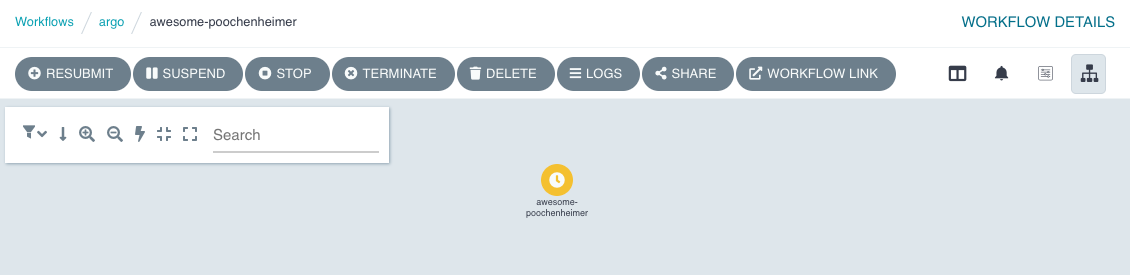 Workflows / argo / awesome-poochenheimer
WORKFLOW DETAILS
RESUBMIT SUSPEND STOP TERMINATE DELETE LOGS SHARE WORKFLOW LINK
Search
awesome-
poochenheimer